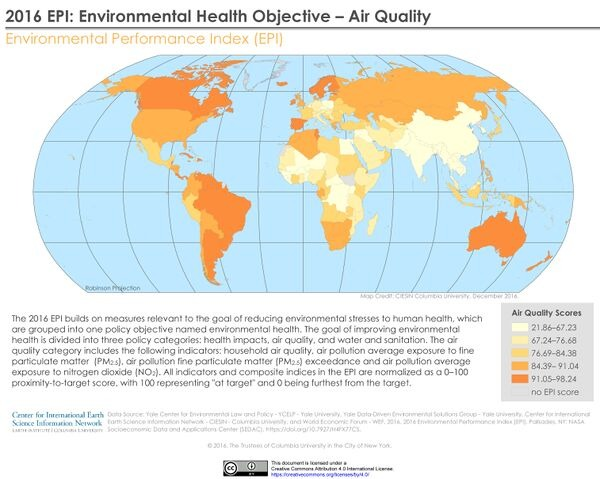 2016 EPI: Environmental Health Objective – Air Quality
Environmental Performance Index (EPI)
Robinson Projection
Map Credit: CIESIN Columbia University, December 2016.
The 2016 EPI builds on measures relevant to the goal of reducing environmental stresses to human health, which
are grouped into one policy objective named environmental health. The goal of improving environmental
health is divided into three policy categories: health impacts, air quality, and water and sanitation. The air
quality category includes the following indicators: household air quality, air pollution average exposure to fine
particulate matter (PM2.5), air pollution fine particulate matter (PM2.5) exceedance and air pollution average
exposure to nitrogen dioxide (NO2). All indicators and composite indices in the EPI are normalized as a 0–100
proximity-to-target score, with 100 representing "at target" and 0 being furthest from the target.
Air Quality Scores
21.86–67.23
67.24–76.68
76.69–84.38
84.39– 91.04
91.05–98.24
no EPI score
Center for International Earth
Science Information Network
EARTH INSTITUTE | COLUMBIA UNIVERSITY
Data Source: Yale Center for Environmental Law and Policy - YCELP - Yale University, Yale Data-Driven Environmental Solutions Group - Yale University, Center for International
Earth Science Information Network - CIESIN - Columbia University, and World Economic Forum - WEF. 2016. 2016 Environmental Performance Index (EPI). Palisades, NY: NASA
Socioeconomic Data and Applications Center (SEDAC). https://doi.org/10.7927/H4FX77CS.
© 2016. The Trustees of Columbia University in the City of New York.
cc BY
This document is licensed under a
Creative Commons Attribution 4.0 International License.
https://creativecommons.org/licenses/by/4.0/